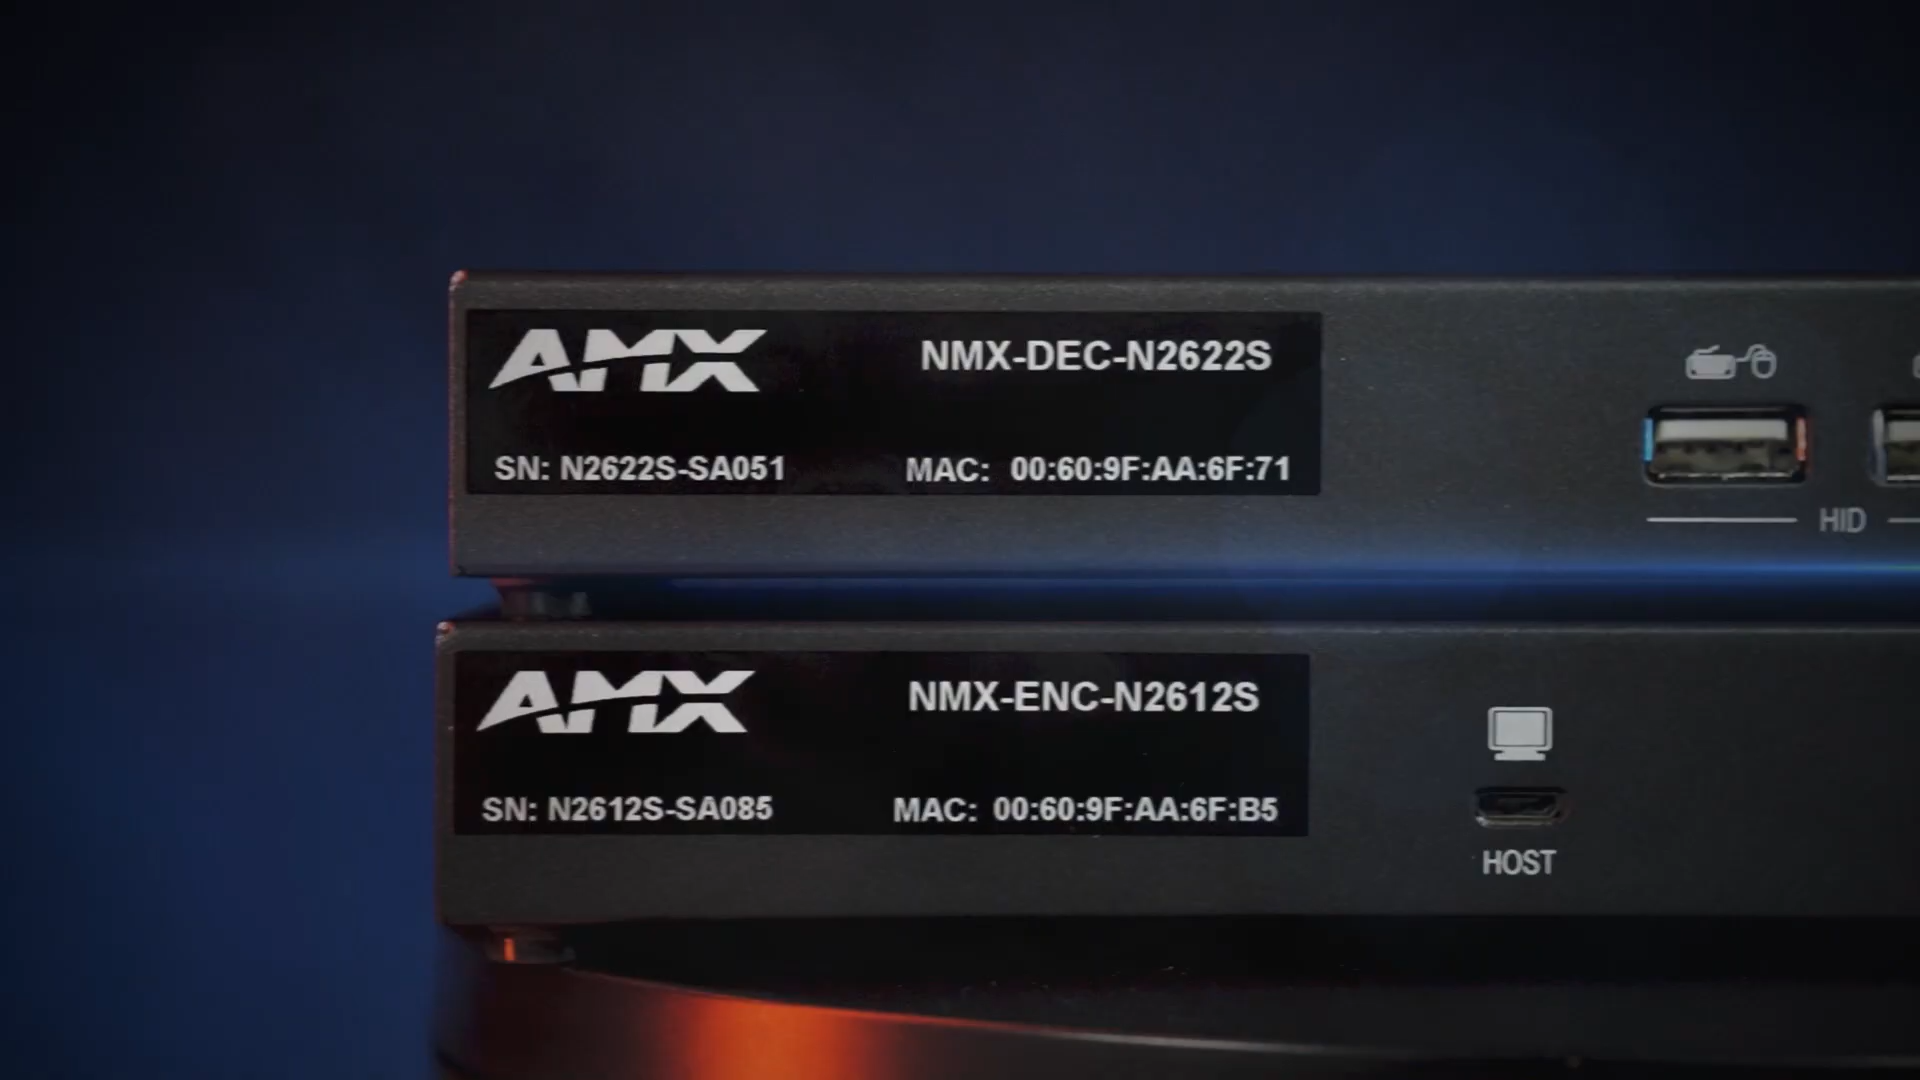 AMX NMX-DEC-N2622S
SN: N2622S-SA051 MAC: 00:60:9F:AA:6F:71
HID
AMX NMX-ENC-N2612S
SN: N2612S-SA085 MAC: 00:60:9F:AA:6F:B5
HOST